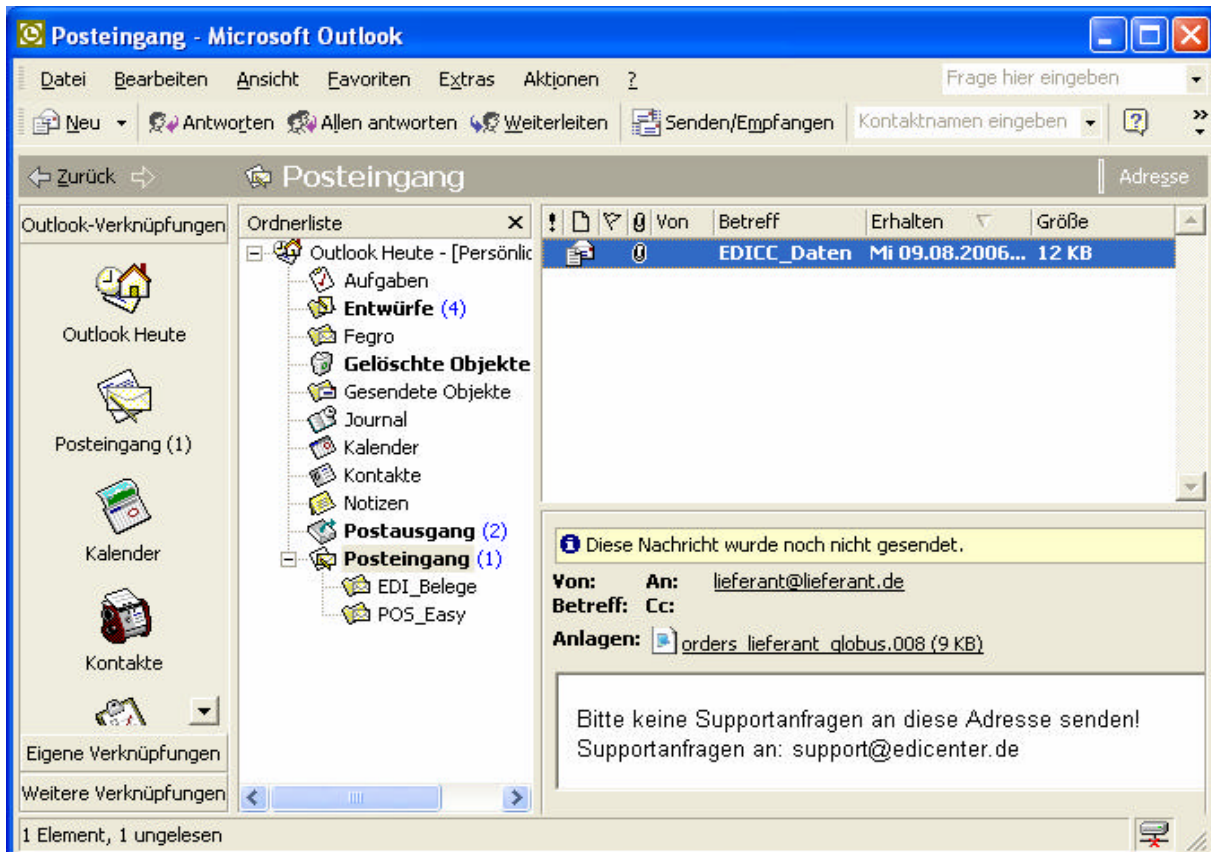 Posteingang - Microsoft Outlook
Datei Bearbeiten Ansicht Favoriten Extras Aktionen ? Frage hier eingeben
Neu Antworten Allen antworten Weiterleiten Senden/Empfangen Kontaktnamen eingeben ? »
Zurück Posteingang Adresse
Outlook-Verknüpfungen
Outlook Heute
Posteingang (1)
Kalender
Kontakte
Eigene Verknüpfungen
Weitere Verknüpfungen
Ordnerliste
Outlook Heute - [Persönlic
Aufgaben
Entwürfe (4)
Fegro
Gelöschte Objekte
Gesendete Objekte
Journal
Kalender
Kontakte
Notizen
Postausgang (2)
Posteingang (1)
EDI_Belege
POS_Easy
! Von Betreff Erhalten Größe
EDICC_Daten Mi 09.08.2006... 12 KB
Diese Nachricht wurde noch nicht gesendet.
Von: An: lieferant@lieferant.de
Betreff: Cc:
Anlagen: orders_lieferant_globus.008 (9 KB)
Bitte keine Supportanfragen an diese Adresse senden!
Supportanfragen an: support@edicenter.de
1 Element, 1 ungelesen